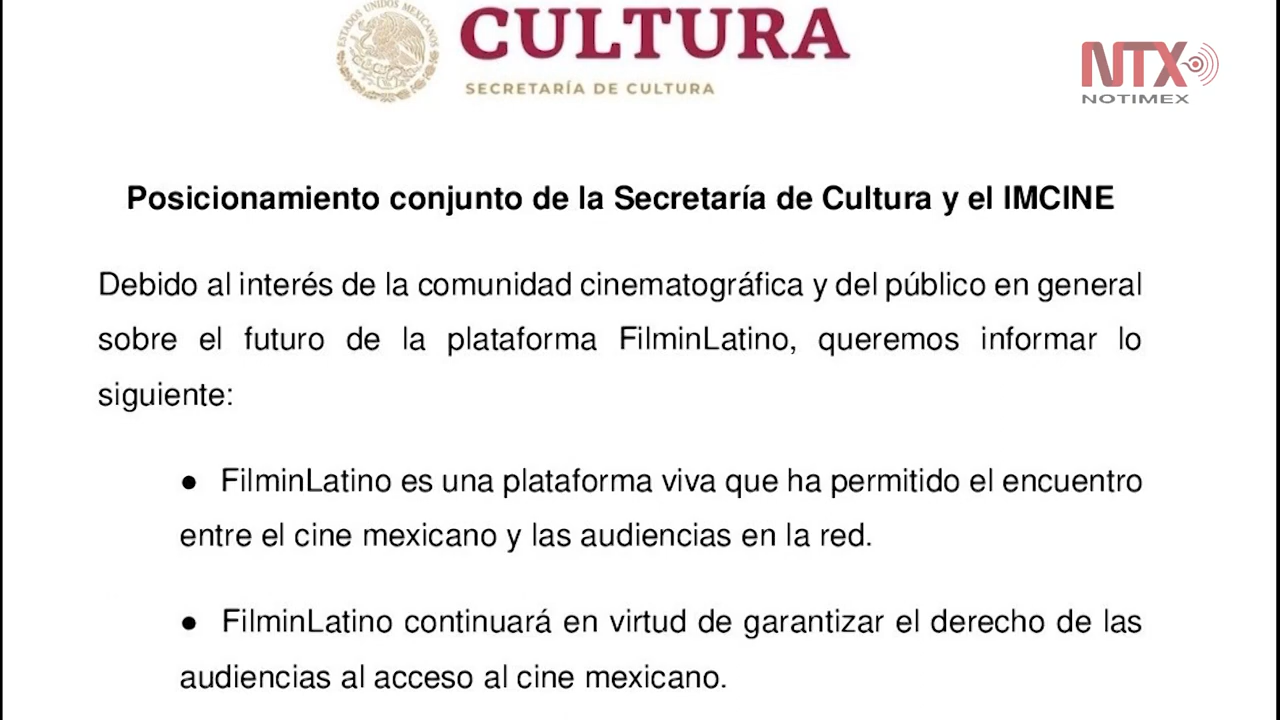 ESTADOS UNIDOS MEXICANOS
CULTURA
SECRETARÍA DE CULTURA
NTX
NOTIMEX
Posicionamiento conjunto de la Secretaría de Cultura y el IMCINE
Debido al interés de la comunidad cinematográfica y del público en general
sobre el futuro de la plataforma FilminLatino, queremos informar lo
siguiente:
● FilminLatino es una plataforma viva que ha permitido el encuentro
entre el cine mexicano y las audiencias en la red.
● FilminLatino continuará en virtud de garantizar el derecho de las
audiencias al acceso al cine mexicano.